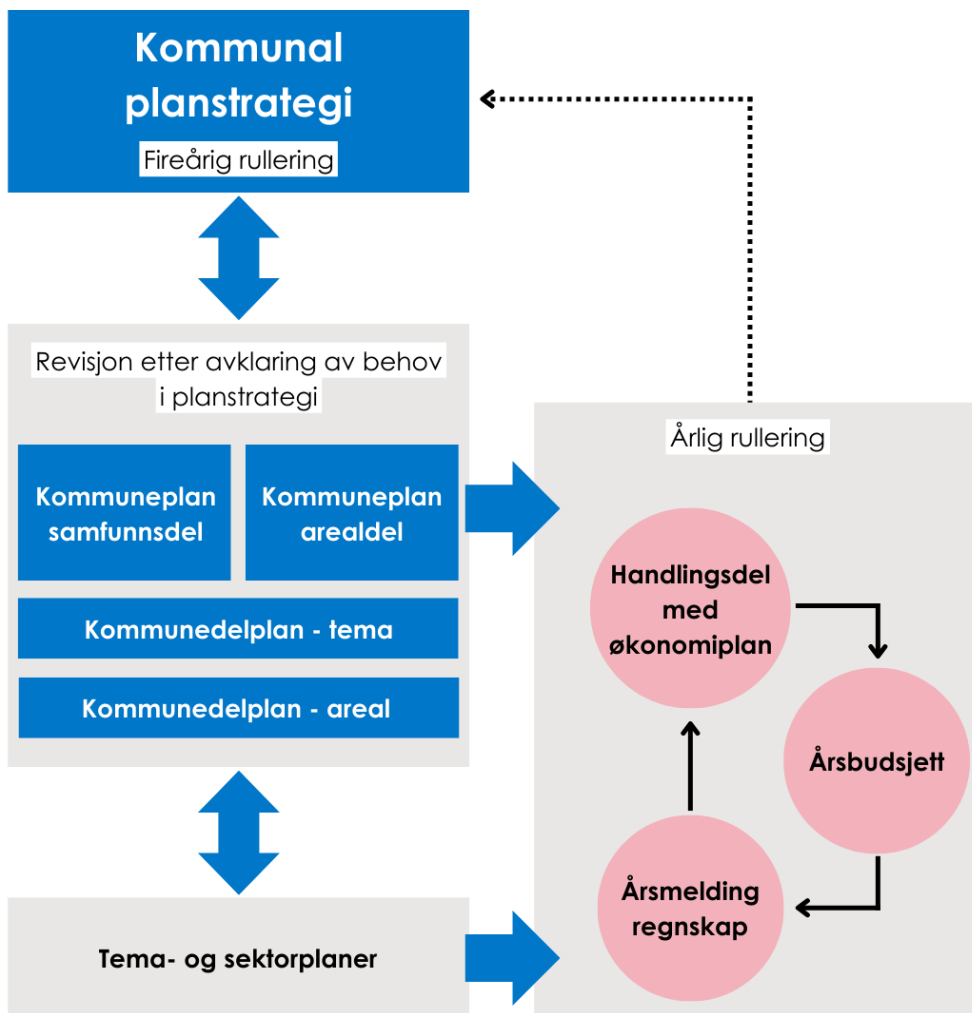 Kommunal
planstrategi
Fireårig rullering
Revisjon etter avklaring av behov
i planstrategi
Kommuneplan
samfunnsdel
Kommuneplan
arealdel
Kommunedelplan - tema
Kommunedelplan - areal
Tema- og sektorplaner
Årlig rullering
Handlingsdel
med
økonomiplan
Årsbudsjett
Årsmelding
regnskap